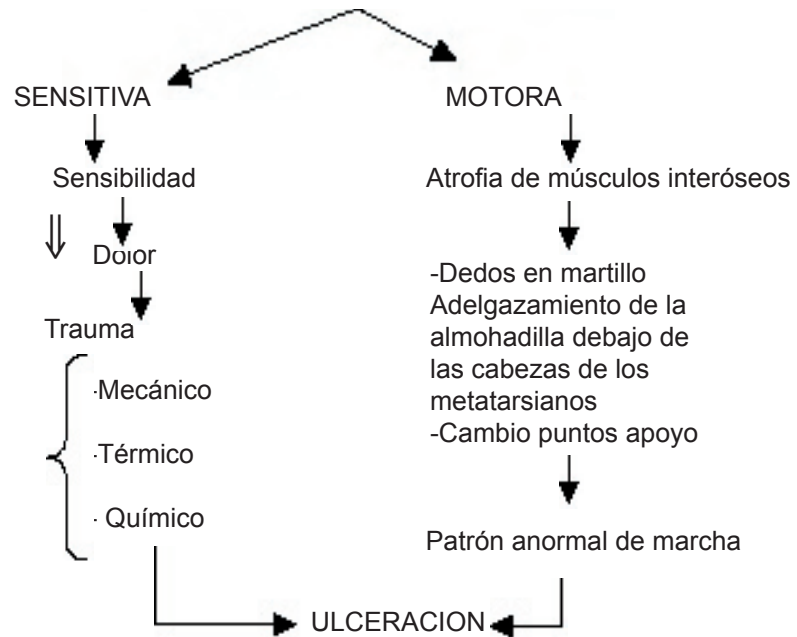 SENSITIVA
Sensibilidad
Dolor
Trauma
·Mecánico
·Térmico
· Químico
MOTORA
Atrofia de músculos interóseos
-Dedos en martillo
Adelgazamiento de la
almohadilla debajo de
las cabezas de los
metatarsianos
-Cambio puntos apoyo
Patrón anormal de marcha
ULCERACION